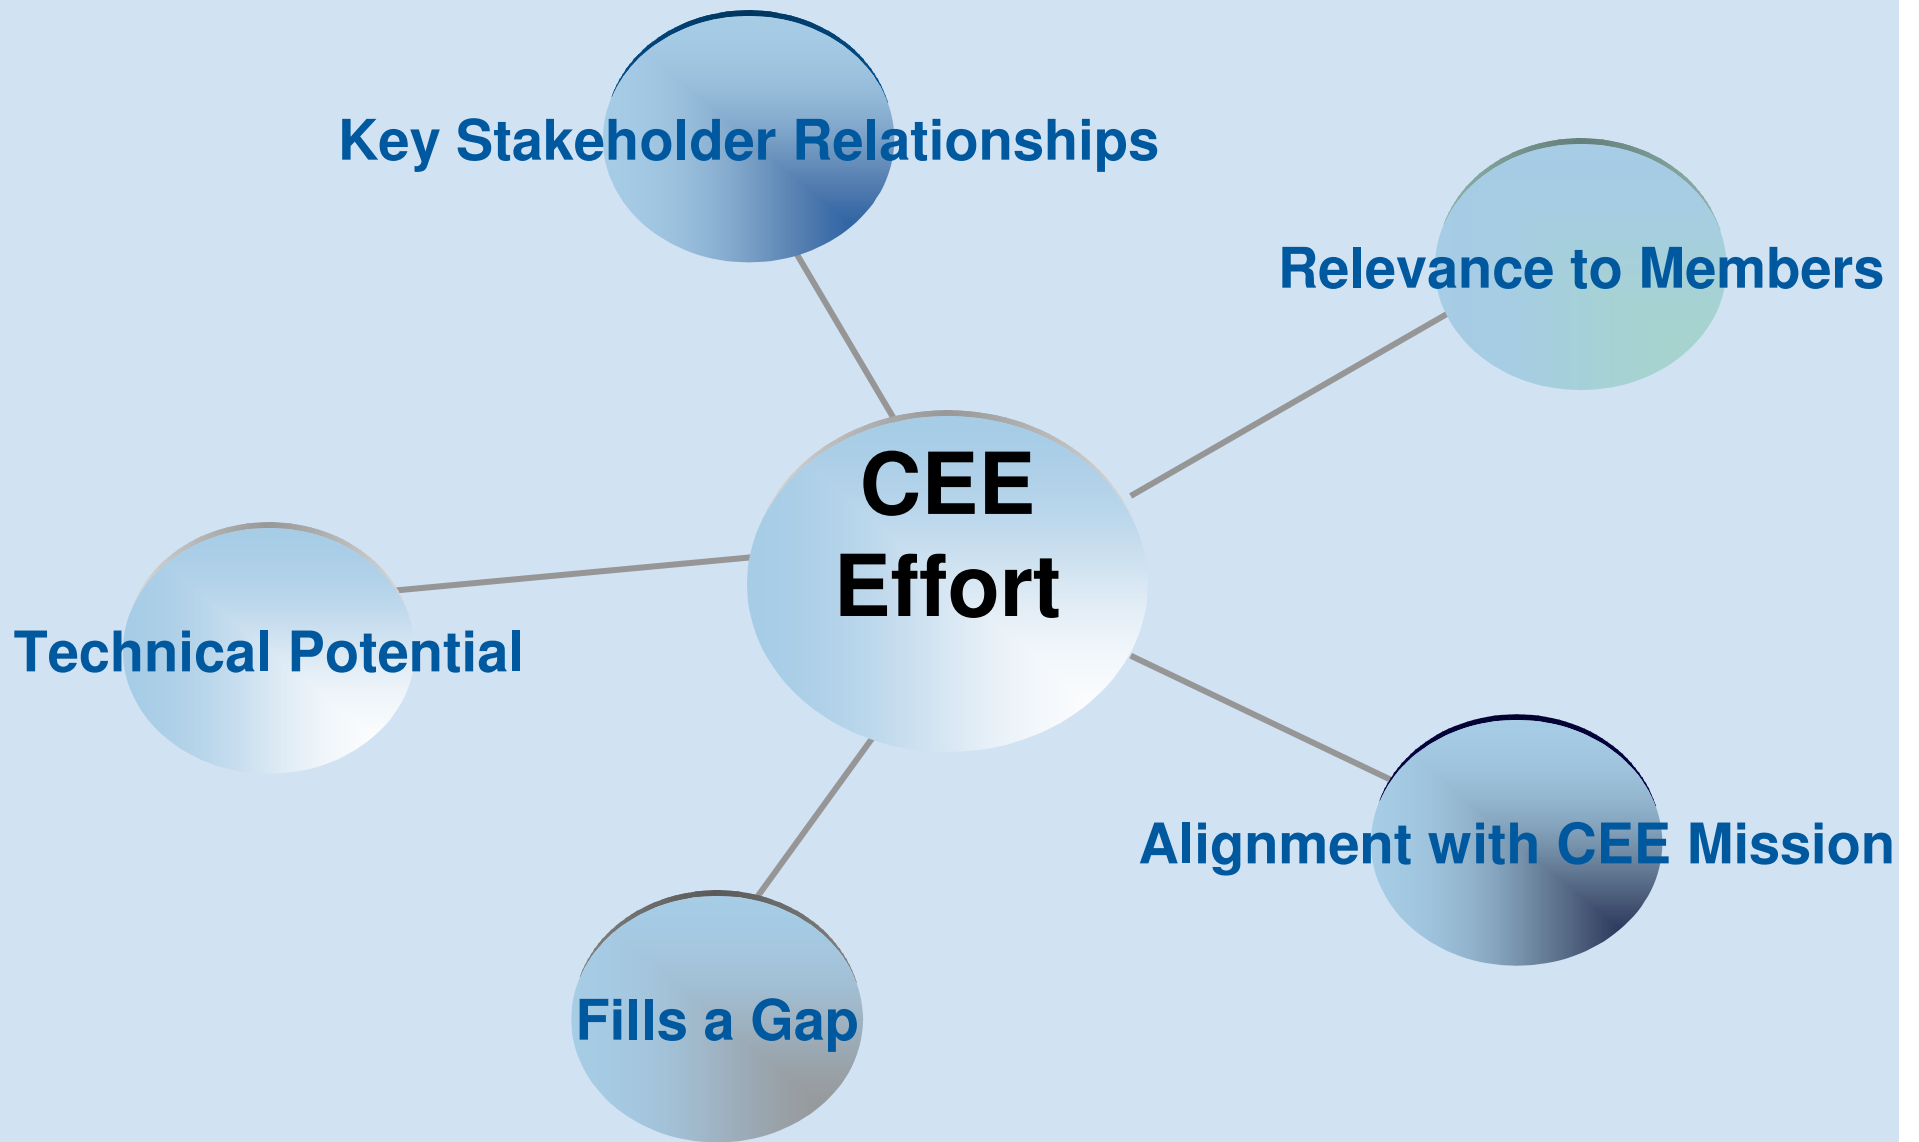 Key Stakeholder Relationships
Relevance to Members
CEE
Effort
Technical Potential
Alignment with CEE Mission
Fills a Gap